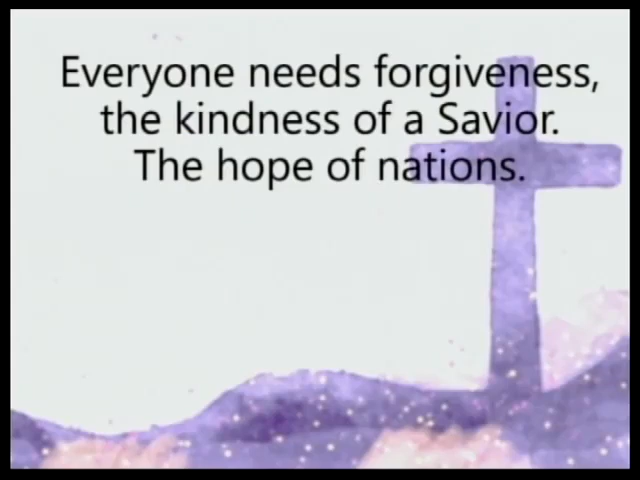 Everyone needs forgiveness,
the kindness of a Savior.
The hope of nations.